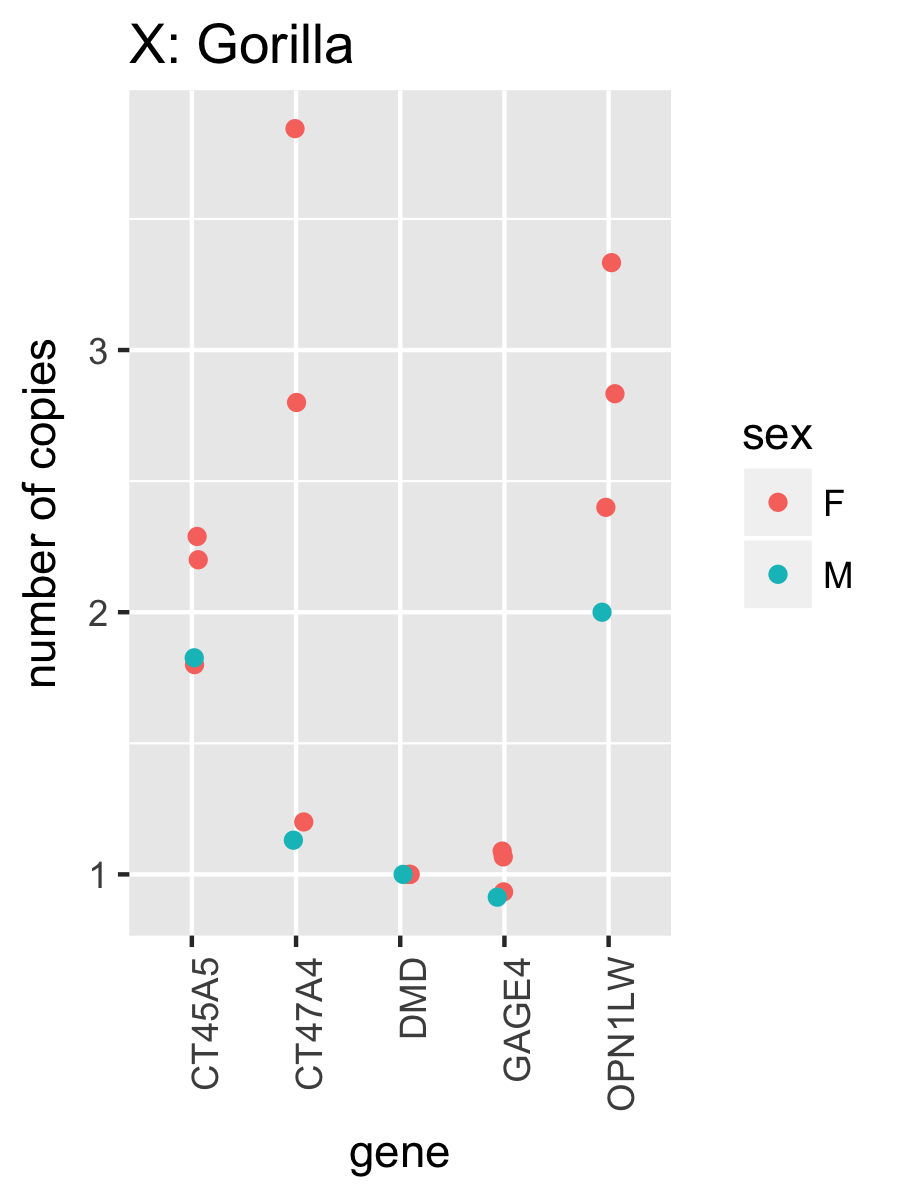 X: Gorilla
number of copies
3
2
1
CT45A5
CT47A4
DMD
GAGE4
OPN1LW
gene
sex
F
M